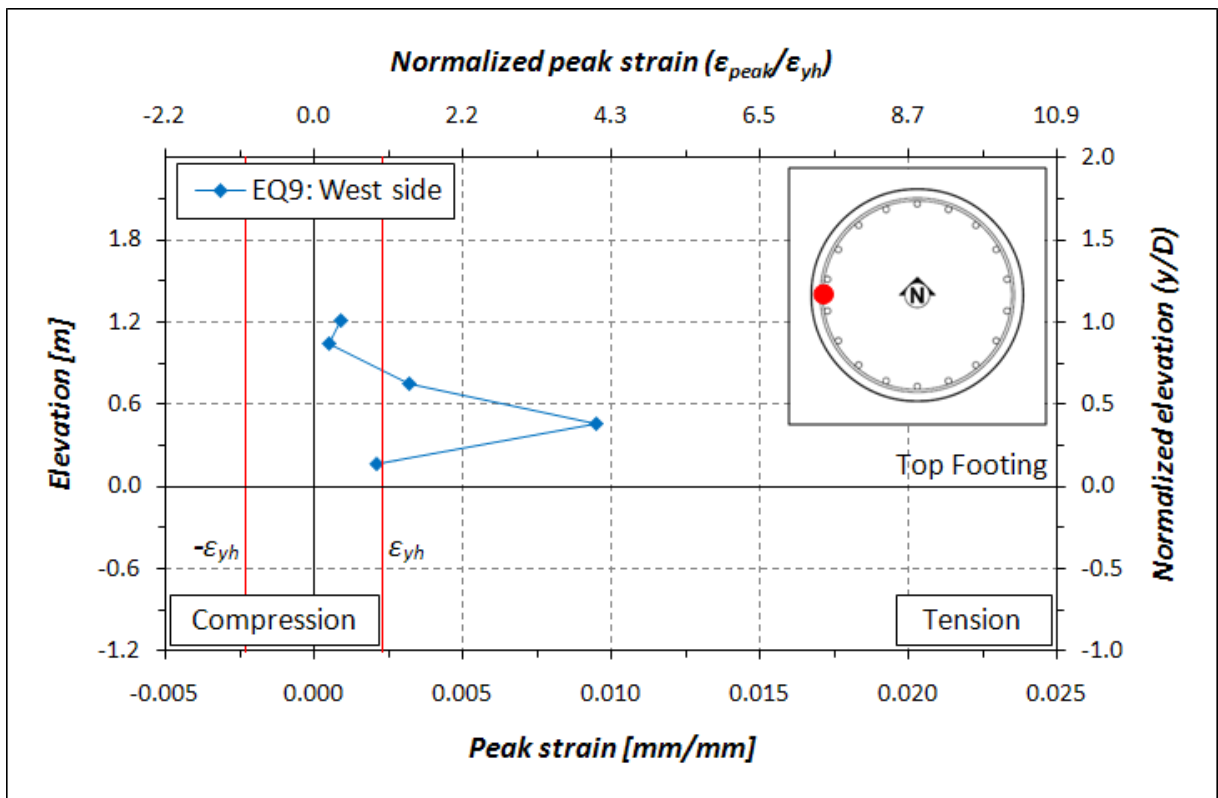 Normalized peak strain (εpeak/εyh)
-2.2 0.0 2.2 4.3 6.5 8.7 10.9
EQ9: West side
N
Top Footing
Elevation [m]
1.8
1.2
0.6
0.0
-0.6
-1.2
Normalized elevation (y/D)
2.0
1.5
1.0
0.5
0.0
-0.5
-1.0
-εyh
εyh
Compression
Tension
-0.005 0.000 0.005 0.010 0.015 0.020 0.025
Peak strain [mm/mm]